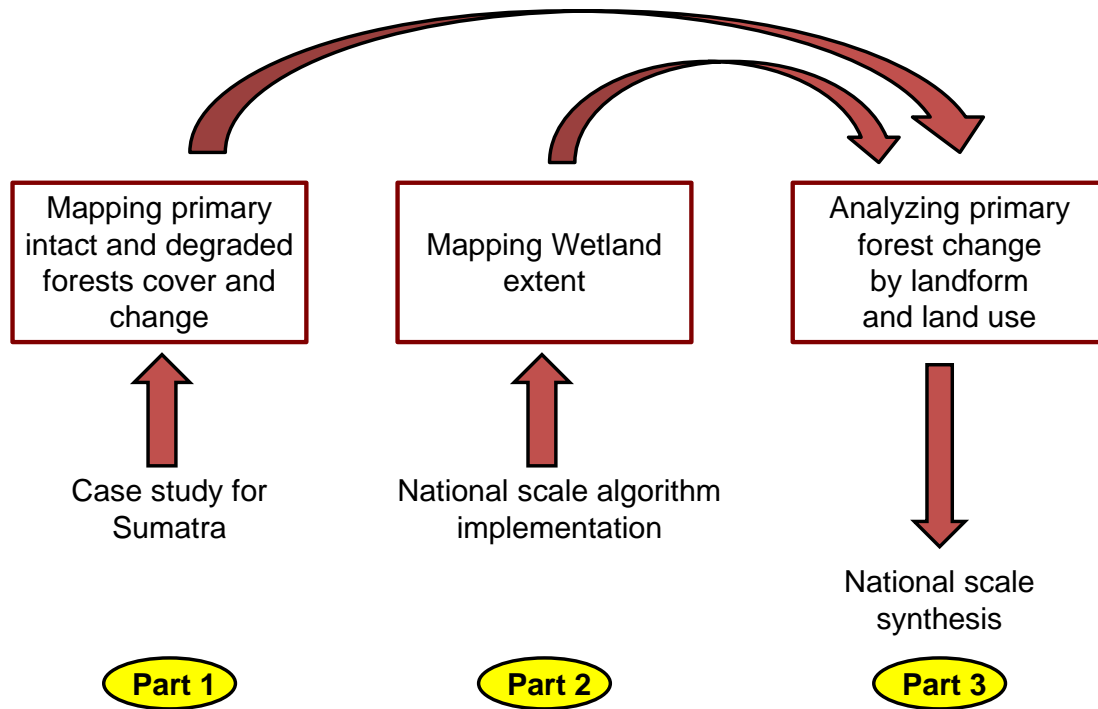 Mapping primary
intact and degraded
forests cover and
change
Mapping Wetland
extent
Analyzing primary
forest change
by landform
and land use
Case study for
Sumatra
National scale algorithm
implementation
National scale
synthesis
Part 1
Part 2
Part 3